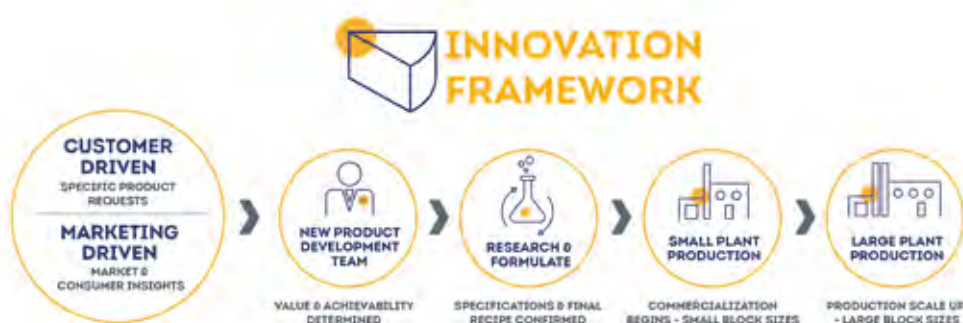 INNOVATION
FRAMEWORK
CUSTOMER
DRIVEN
SPECIFIC PRODUCT
REQUESTS
MARKETING
DRIVEN
MARKET &
CONSUMER INSIGHTS
NEW PRODUCT
DEVELOPMENT
TEAM
VALUE & ACHIEVABILITY
DETERMINED
RESEARCH &
FORMULATE
SPECIFICATIONS & FINAL
RECIPE CONFIRMED
SMALL PLANT
PRODUCTION
COMMERCIALIZATION
BEGINS - SMALL BLOCK SIZES
LARGE PLANT
PRODUCTION
PRODUCTION SCALE UP
- LARGE BLOCK SIZES